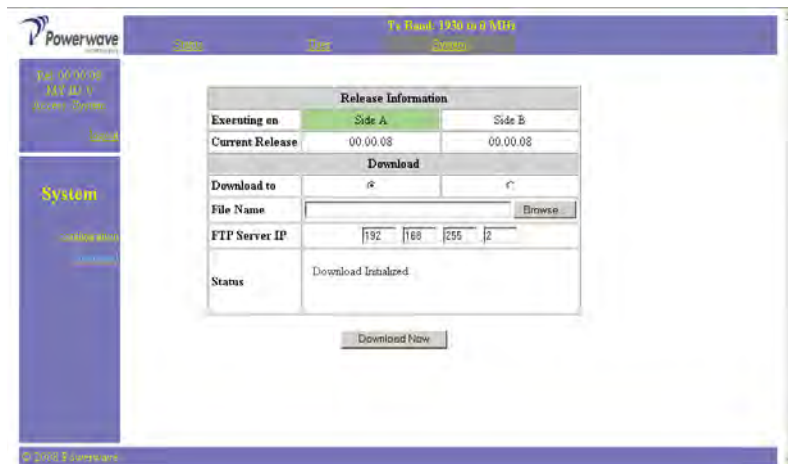 Powerwave
Tx Band: 1930 to 0 MHz
System
Release Information
Executing on Side A Side B
Current Release 00.00.08 00.00.08
Download
System
Download to
File Name Browse...
FTP Server IP 192 168 255 2
Status Download Initialized
Download Now
© 2008 Powerwave